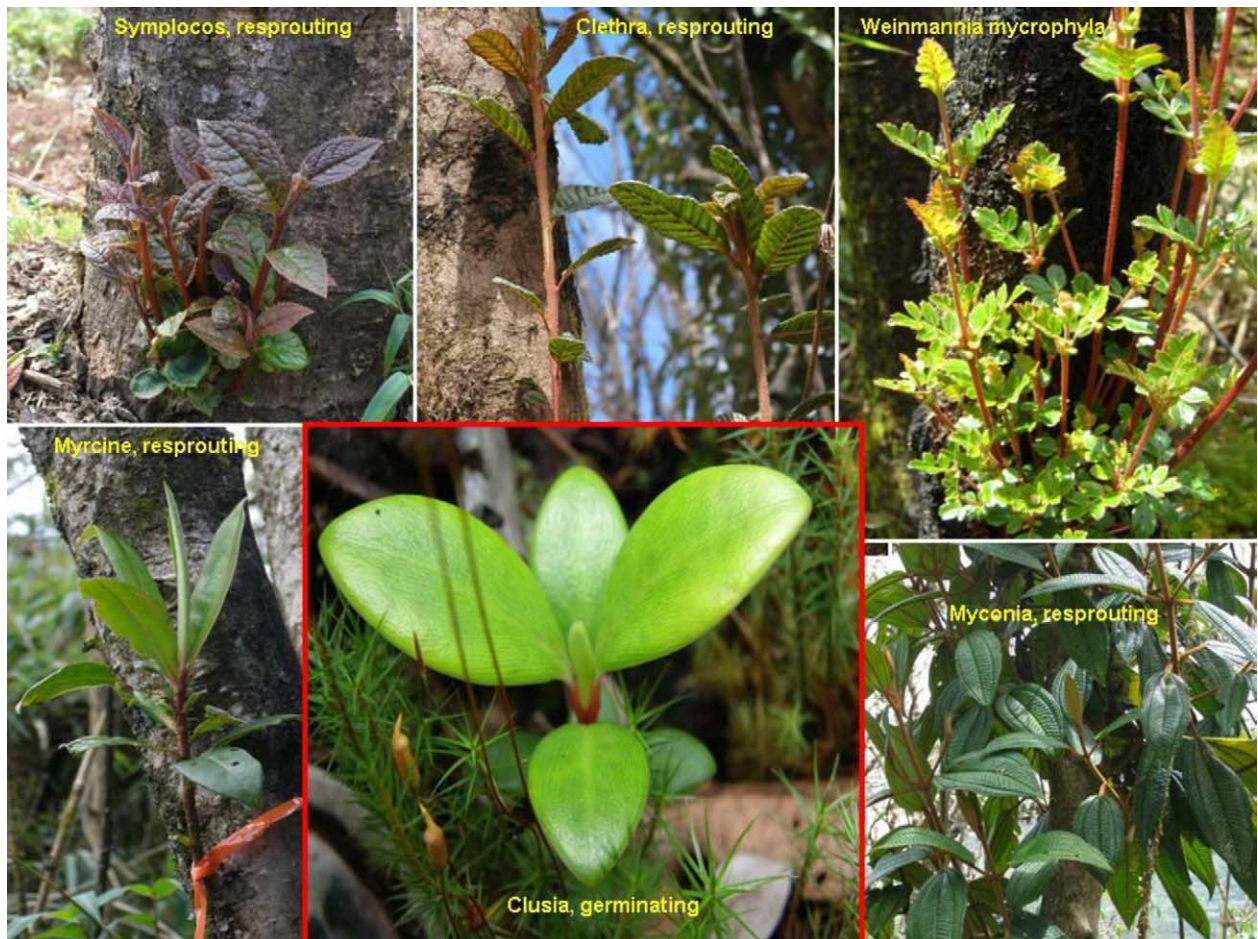 Symplocos, resprouting
Clethra, resprouting
Weinmannia mycrophyla
Myrcine, resprouting
Myconia, resprouting
Clusia, germinating